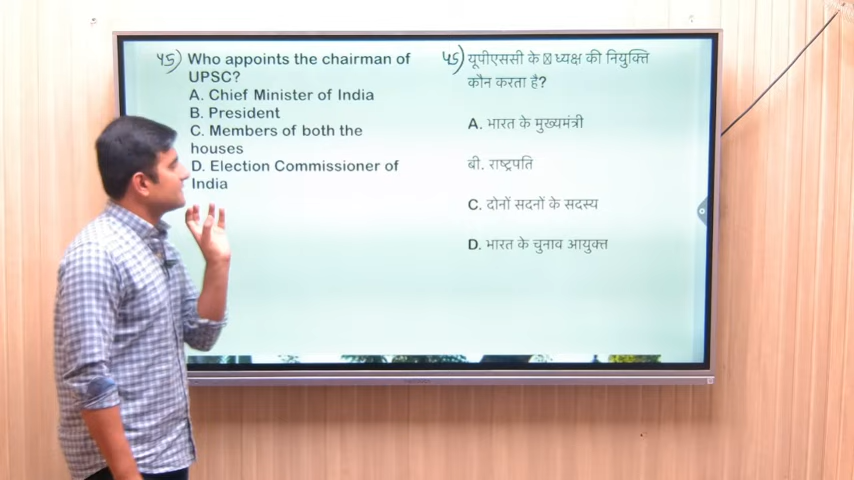 45) Who appoints the chairman of
UPSC?
A. Chief Minister of India
B. President
C. Members of both the
houses
D. Election Commissioner of
India
45) यूपीएससी के ध्यक्ष की नियुक्ति
कौन करता है?
A. भारत के मुख्यमंत्री
बी. राष्ट्रपति
C. दोनों सदनों के सदस्य
D. भारत के चुनाव आयुक्त